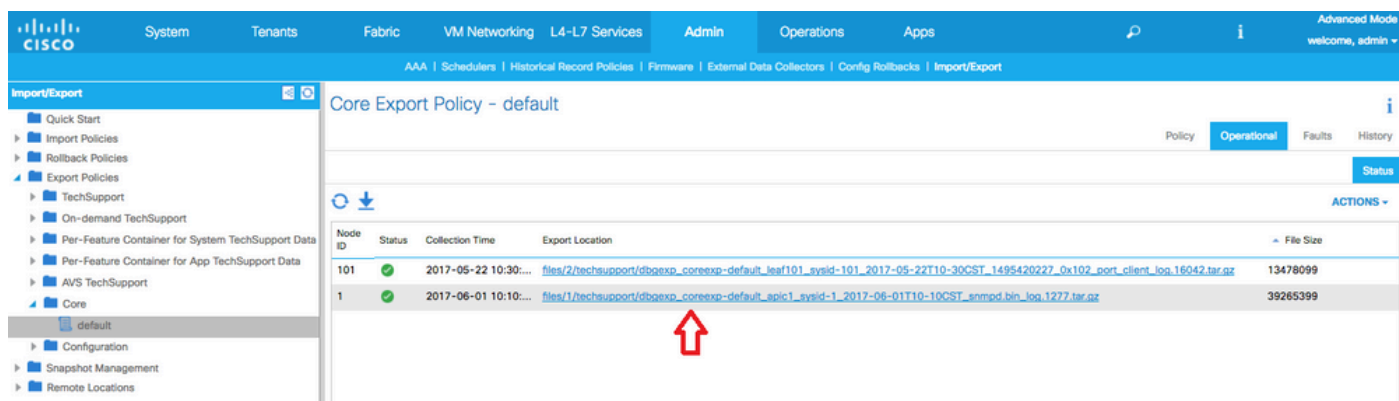 CISCO
System Tenants Fabric VM Networking L4-L7 Services Admin Operations Apps
i
Advanced Mode
welcome, admin
AAA | Schedulers | Historical Record Policies | Firmware | External Data Collectors | Config Rollbacks | Import/Export
Import/Export
Quick Start
Import Policies
Rollback Policies
Export Policies
TechSupport
On-demand TechSupport
Per-Feature Container for System TechSupport Data
Per-Feature Container for App TechSupport Data
AVS TechSupport
Core
default
Configuration
Snapshot Management
Remote Locations
Core Export Policy - default
i
Policy Operational Faults History
Status
ACTIONS
Node ID Status Collection Time Export Location File Size
101 2017-05-22 10:30:... files/2/techsupport/dbgexp_coreexp-default_leaf101_sysid-101_2017-05-22T10-30CST_1495420227_0x102_port_client_log.16042.tar.gz 13478099
1 2017-06-01 10:10:... files/1/techsupport/dbgexp_coreexp-default_apic1_sysid-1_2017-06-01T10-10CST_snmpd.bin_log.1277.tar.gz 39265399